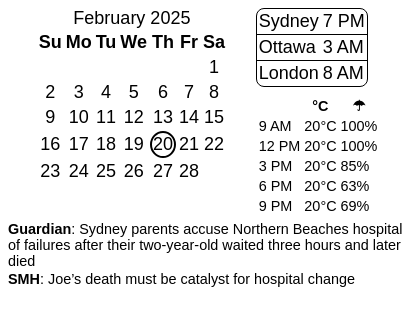 February 2025
Su Mo Tu We Th Fr Sa
1
2 3 4 5 6 7 8
9 10 11 12 13 14 15
16 17 18 19 20 21 22
23 24 25 26 27 28
Sydney 7 PM
Ottawa 3 AM
London 8 AM
°C ☂
9 AM 20°C 100%
12 PM 20°C 100%
3 PM 20°C 85%
6 PM 20°C 63%
9 PM 20°C 69%
Guardian: Sydney parents accuse Northern Beaches hospital
of failures after their two-year-old waited three hours and later
died
SMH: Joe’s death must be catalyst for hospital change